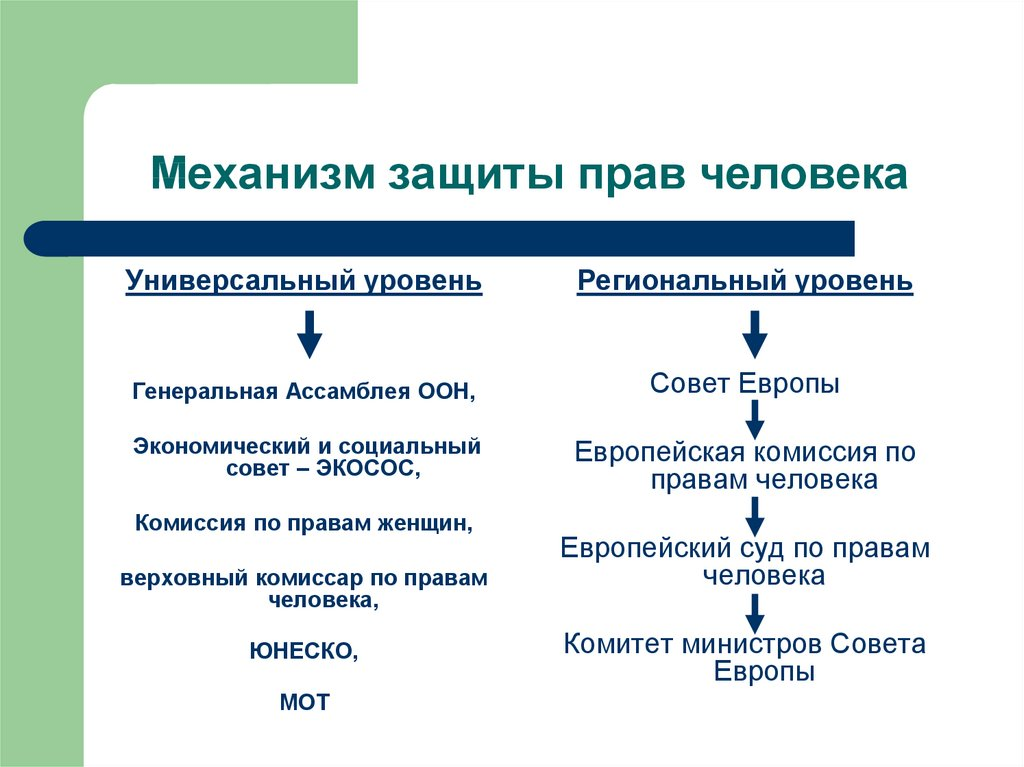 Механизм защиты прав человека
Универсальный уровень
Генеральная Ассамблея ООН,
Экономический и социальный
совет – ЭКОСОС,
Комиссия по правам женщин,
верховный комиссар по правам
человека,
ЮНЕСКО,
МОТ
Региональный уровень
Совет Европы
Европейская комиссия по
правам человека
Европейский суд по правам
человека
Комитет министров Совета
Европы